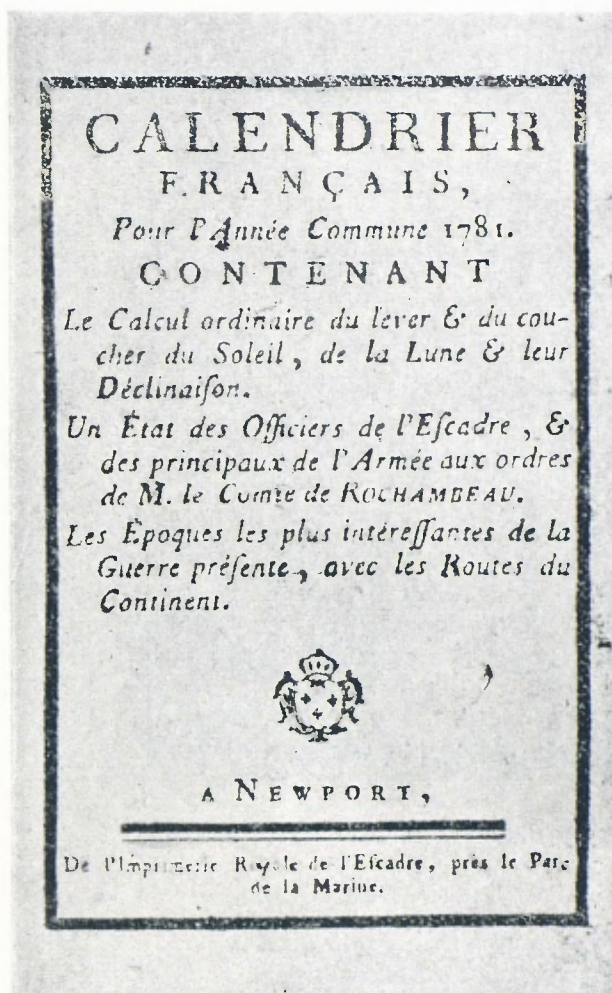 CALENDRIER
FRANÇAIS,
Pour l'Année Commune 1781.
CONTENANT
Le Calcul ordinaire du lever & du cou-
cher du Soleil, de la Lune & leur
Déclinaiſon.
Un État des Officiers de l'Eſcadre, &
des principaux de l'Armée aux ordres
de M. le Comte de ROCHAMBEAU.
Les Époques les plus intéreſſantes de la
Guerre préſente, avec les Routes du
Continent.
A NEWPORT,
De l'Imprimerie Royale de l'Eſcadre, près le Parc
de la Marine.